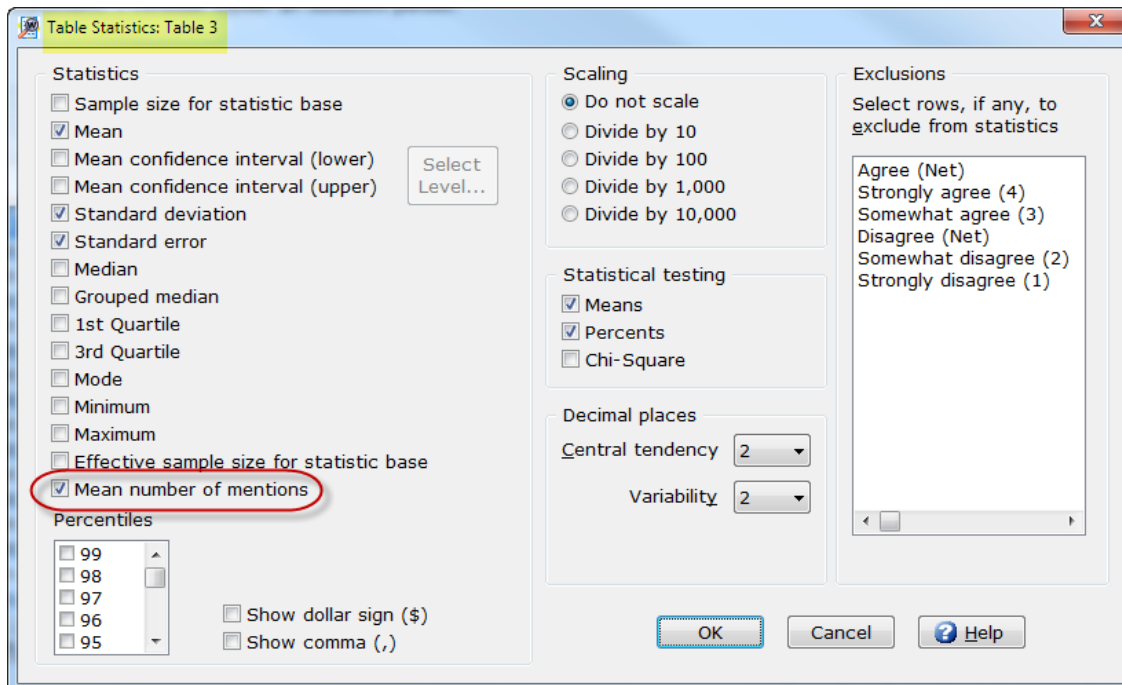 Table Statistics: Table 3
Statistics
Sample size for statistic base
Mean
Mean confidence interval (lower)
Mean confidence interval (upper)
Select
Level...
Standard deviation
Standard error
Median
Grouped median
1st Quartile
3rd Quartile
Mode
Minimum
Maximum
Effective sample size for statistic base
Mean number of mentions
Percentiles
99
98
97
96
95
Show dollar sign ($)
Show comma (,)
Scaling
Do not scale
Divide by 10
Divide by 100
Divide by 1,000
Divide by 10,000
Statistical testing
Means
Percents
Chi-Square
Decimal places
Central tendency 2
Variability 2
Exclusions
Select rows, if any, to
exclude from statistics
Agree (Net)
Strongly agree (4)
Somewhat agree (3)
Disagree (Net)
Somewhat disagree (2)
Strongly disagree (1)
OK
Cancel
Help